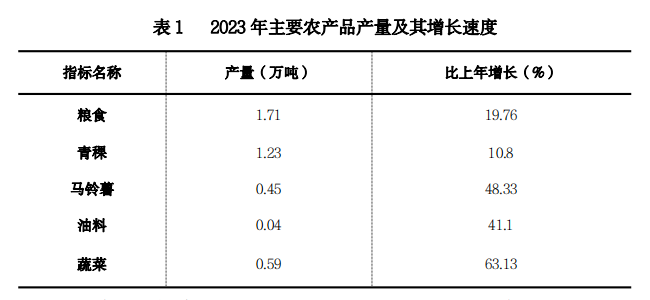 表 1 2023 年主要农产品产量及其增长速度
指标名称 产量（万吨） 比上年增长（%）
粮食 1.71 19.76
青稞 1.23 10.8
马铃薯 0.45 48.33
油料 0.04 41.1
蔬菜 0.59 63.13